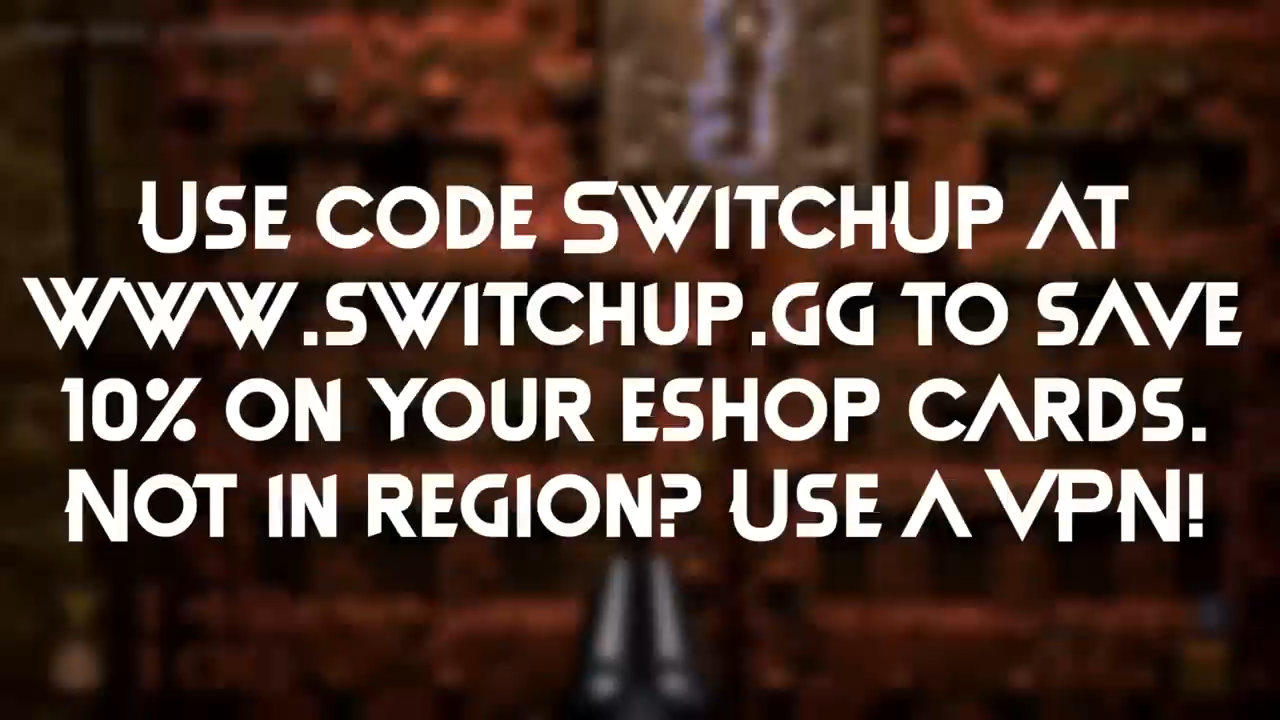 Use code SwitchUp at
www.switchup.gg to save
10% on your eshop cards.
Not in region? Use a VPN!